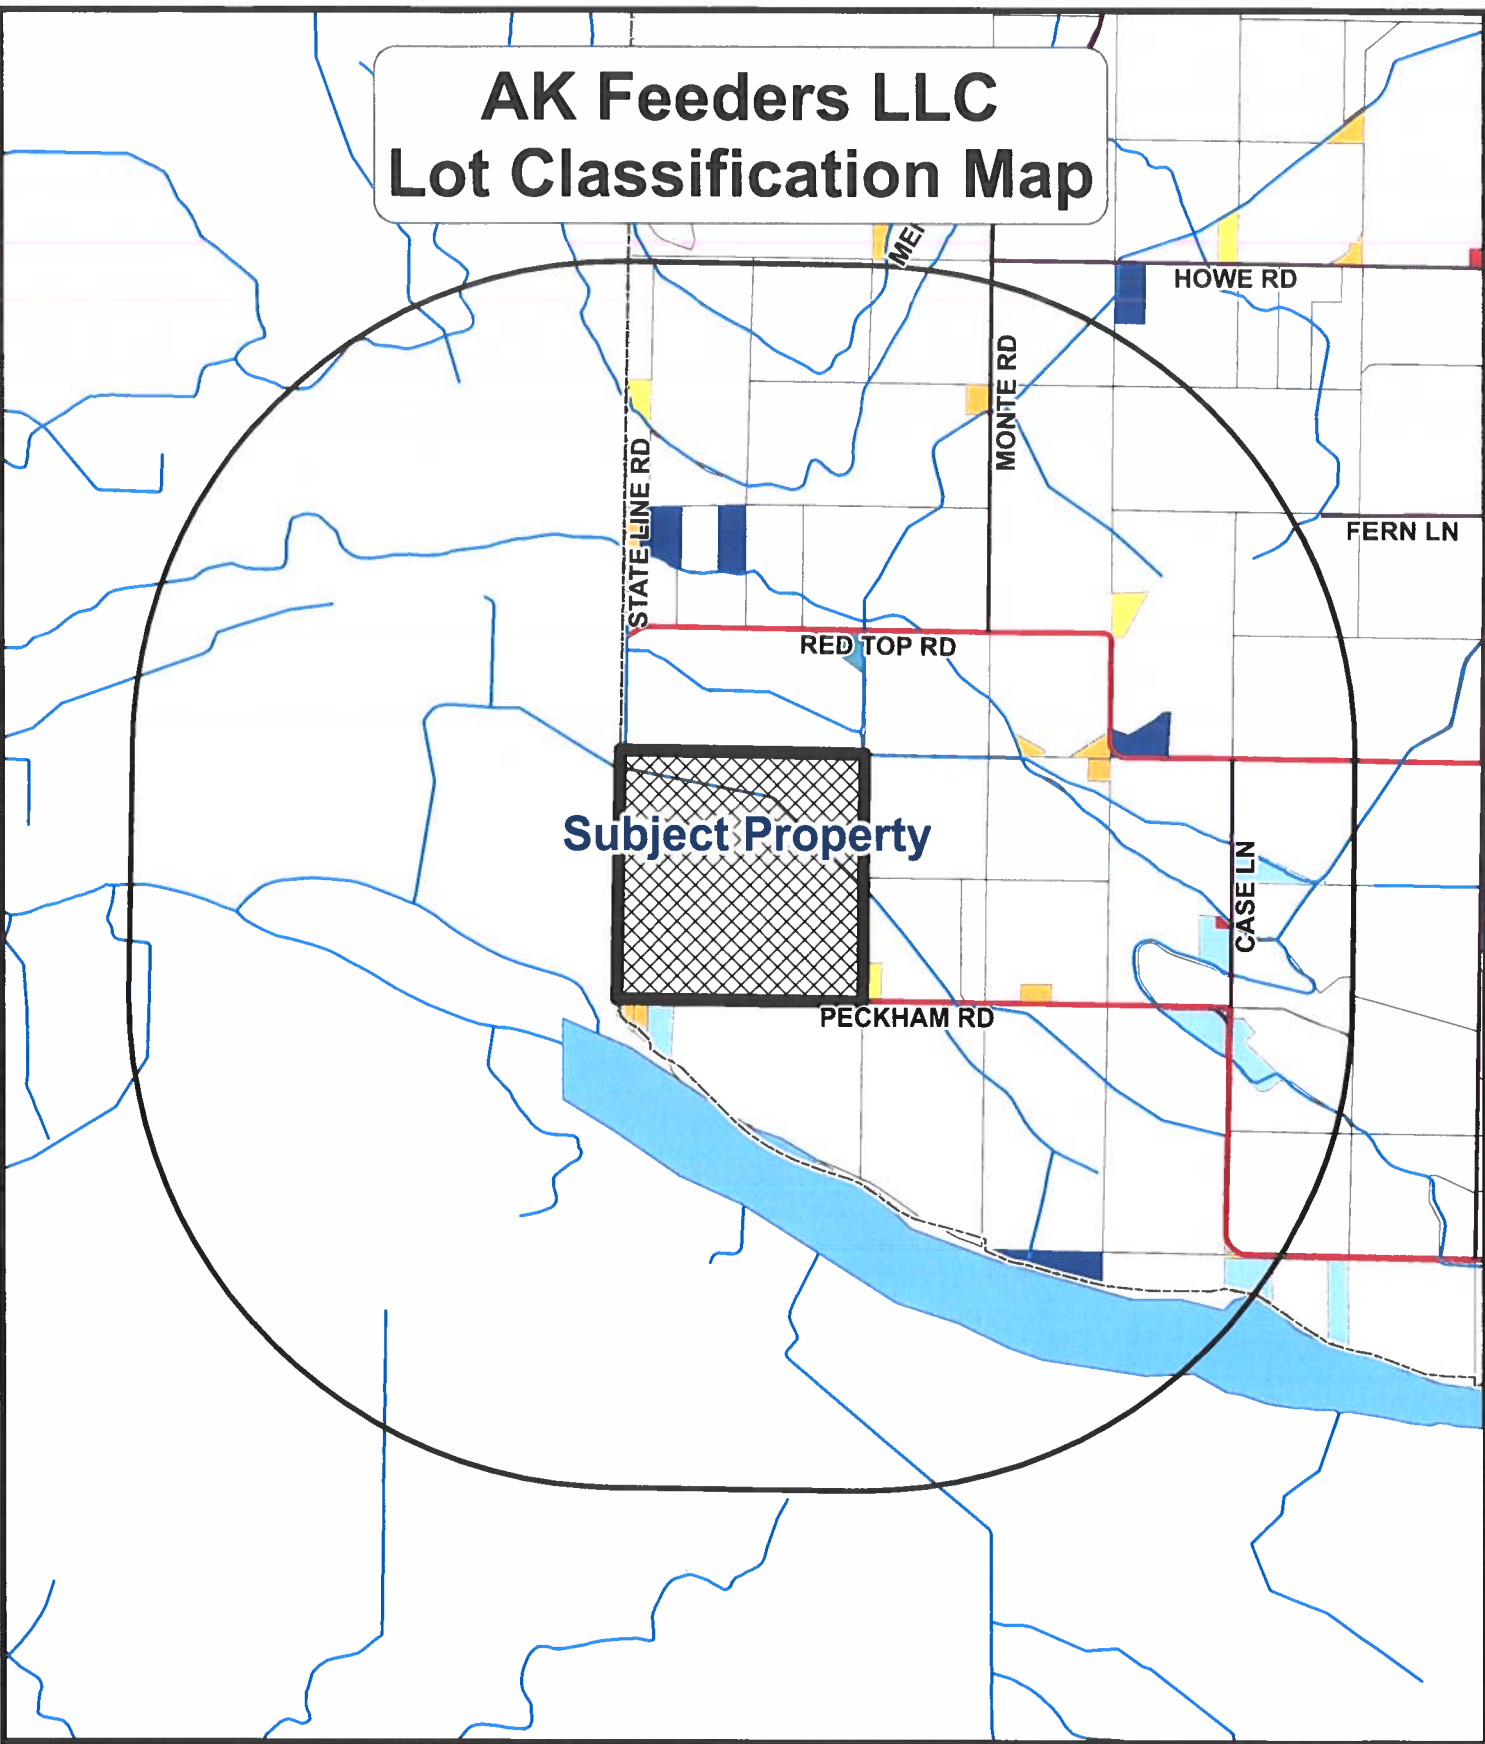 AK Feeders LLC
Lot Classification Map
HOWE RD
MONTE RD
STATE LINE RD
FERN LN
RED TOP RD
Subject Property
CASE LN
PECKHAM RD